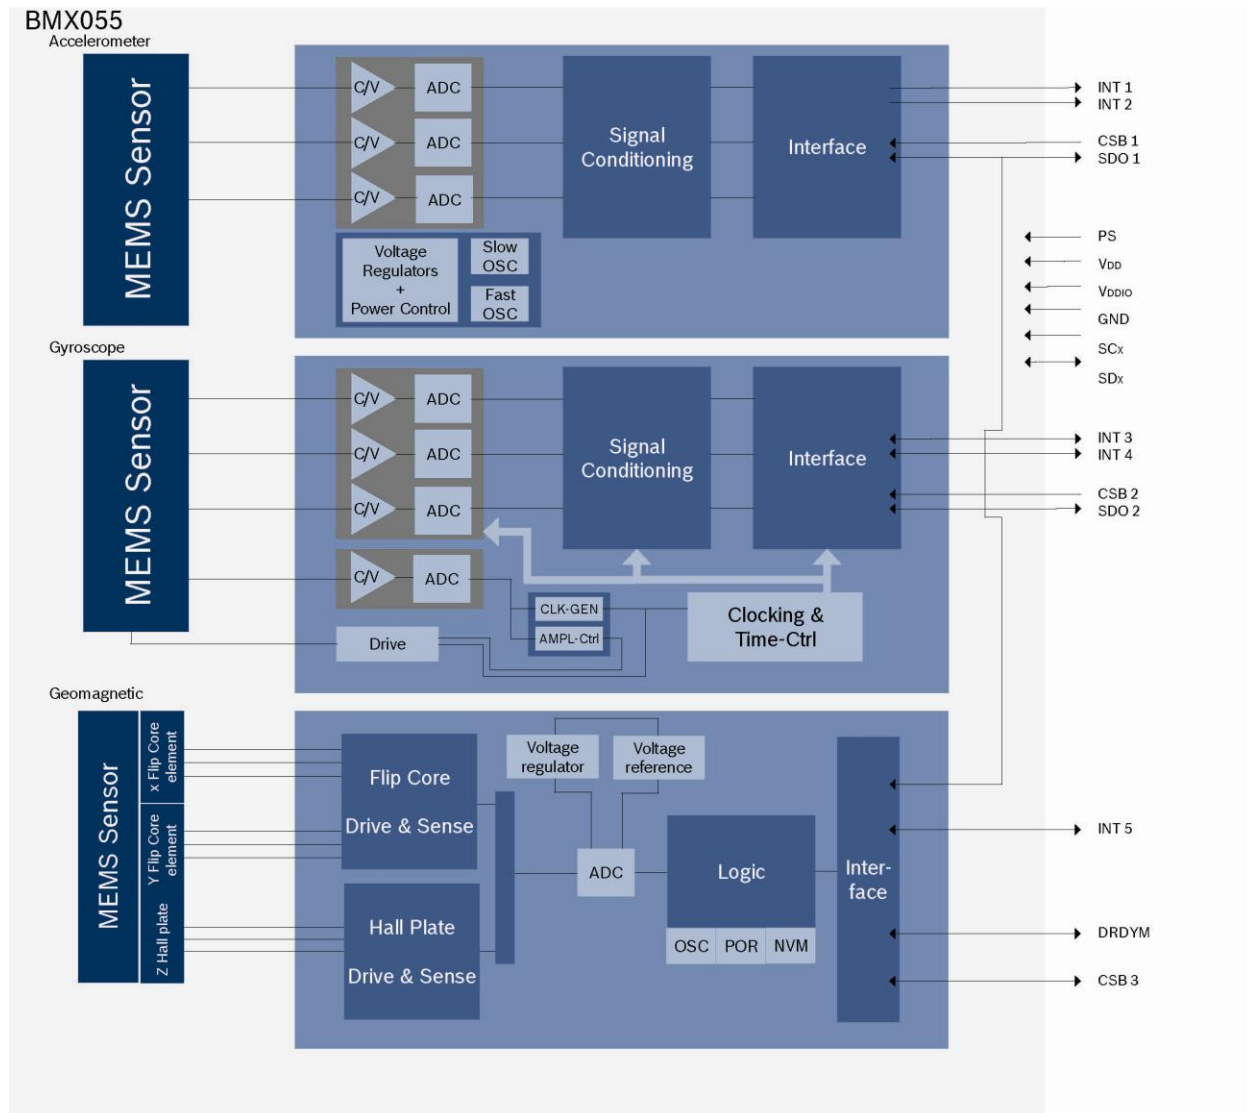 BMX055
Accelerometer
MEMS Sensor
C/V
ADC
C/V
ADC
C/V
ADC
Signal
Conditioning
Interface
Voltage
Regulators
+
Power Control
Slow
OSC
Fast
OSC
INT 1
INT 2
CSB 1
SDO 1
PS
VDD
VDDIO
GND
SCx
SDx
Gyroscope
MEMS Sensor
C/V
ADC
C/V
ADC
C/V
ADC
C/V
ADC
Signal
Conditioning
Interface
INT 3
INT 4
CSB 2
SDO 2
CLK-GEN
AMPL-Ctrl
Drive
Clocking &
Time-Ctrl
Geomagnetic
MEMS Sensor
x Flip Core
element
Y Flip Core
element
Z Hall plate
Flip Core
Drive & Sense
Hall Plate
Drive & Sense
Voltage
regulator
Voltage
reference
ADC
Logic
OSC
POR
NVM
Inter-
face
INT 5
DRDYM
CSB 3